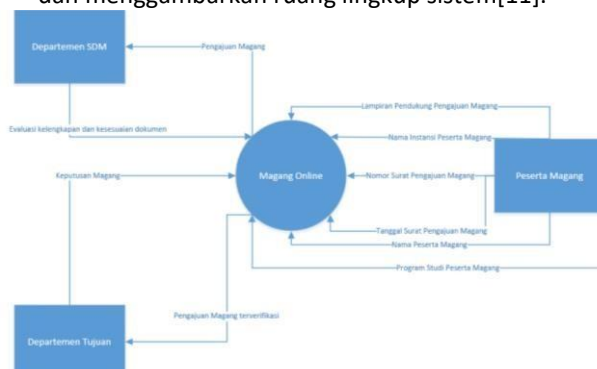 dan menggambarkan ruang lingkup sistem[11].
Departemen SDM
Pengajuan Magang
Lampiran Pendukung Pengajuan Magang
Evaluasi kelengkapan dan kesesuaian dokumen
Nama Instansi Peserta Magang
Keputusan Magang
Magang Online
Nomor Surat Pengajuan Magang
Peserta Magang
Tanggal Surat Pengajuan Magang
Nama Peserta Magang
Program Studi Peserta Magang
Pengajuan Magang terverifikasi
Departemen Tujuan